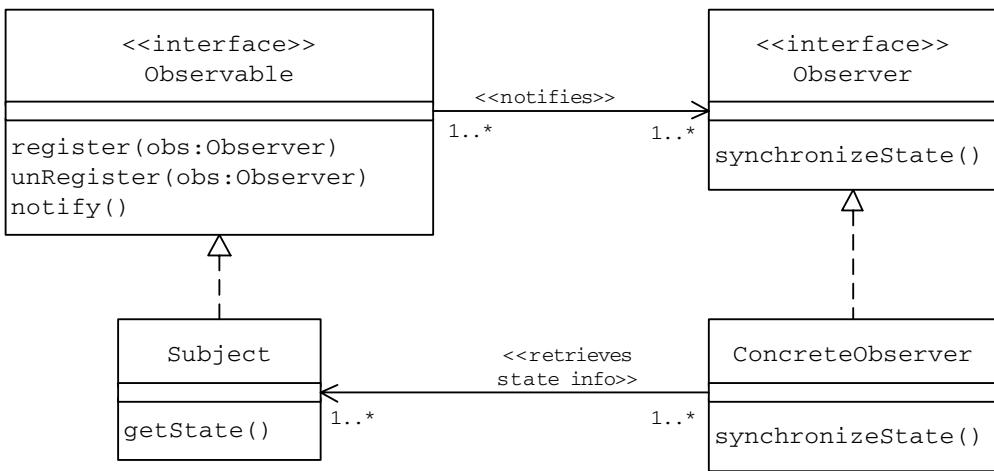 <<interface>>
Observable
register(obs:Observer)
unRegister(obs:Observer)
notify()
<<notifies>>
1..*
1..*
<<interface>>
Observer
synchronizeState()
Subject
getState()
<<retrieves
state info>>
1..*
1..*
ConcreteObserver
synchronizeState()